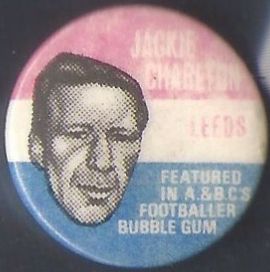 JACKIE
CHARLTON
LEEDS
FEATURED
IN A.&B.C'S
FOOTBALLER
BUBBLE GUM